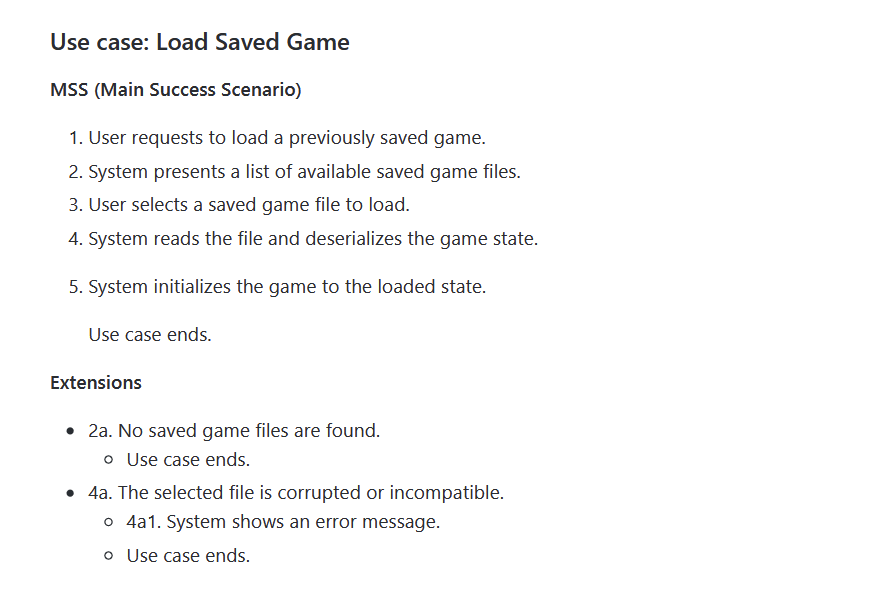 Use case: Load Saved Game
MSS (Main Success Scenario)
1. User requests to load a previously saved game.
2. System presents a list of available saved game files.
3. User selects a saved game file to load.
4. System reads the file and deserializes the game state.
5. System initializes the game to the loaded state.
Use case ends.
Extensions
• 2a. No saved game files are found.
◦ Use case ends.
• 4a. The selected file is corrupted or incompatible.
◦ 4a1. System shows an error message.
◦ Use case ends.